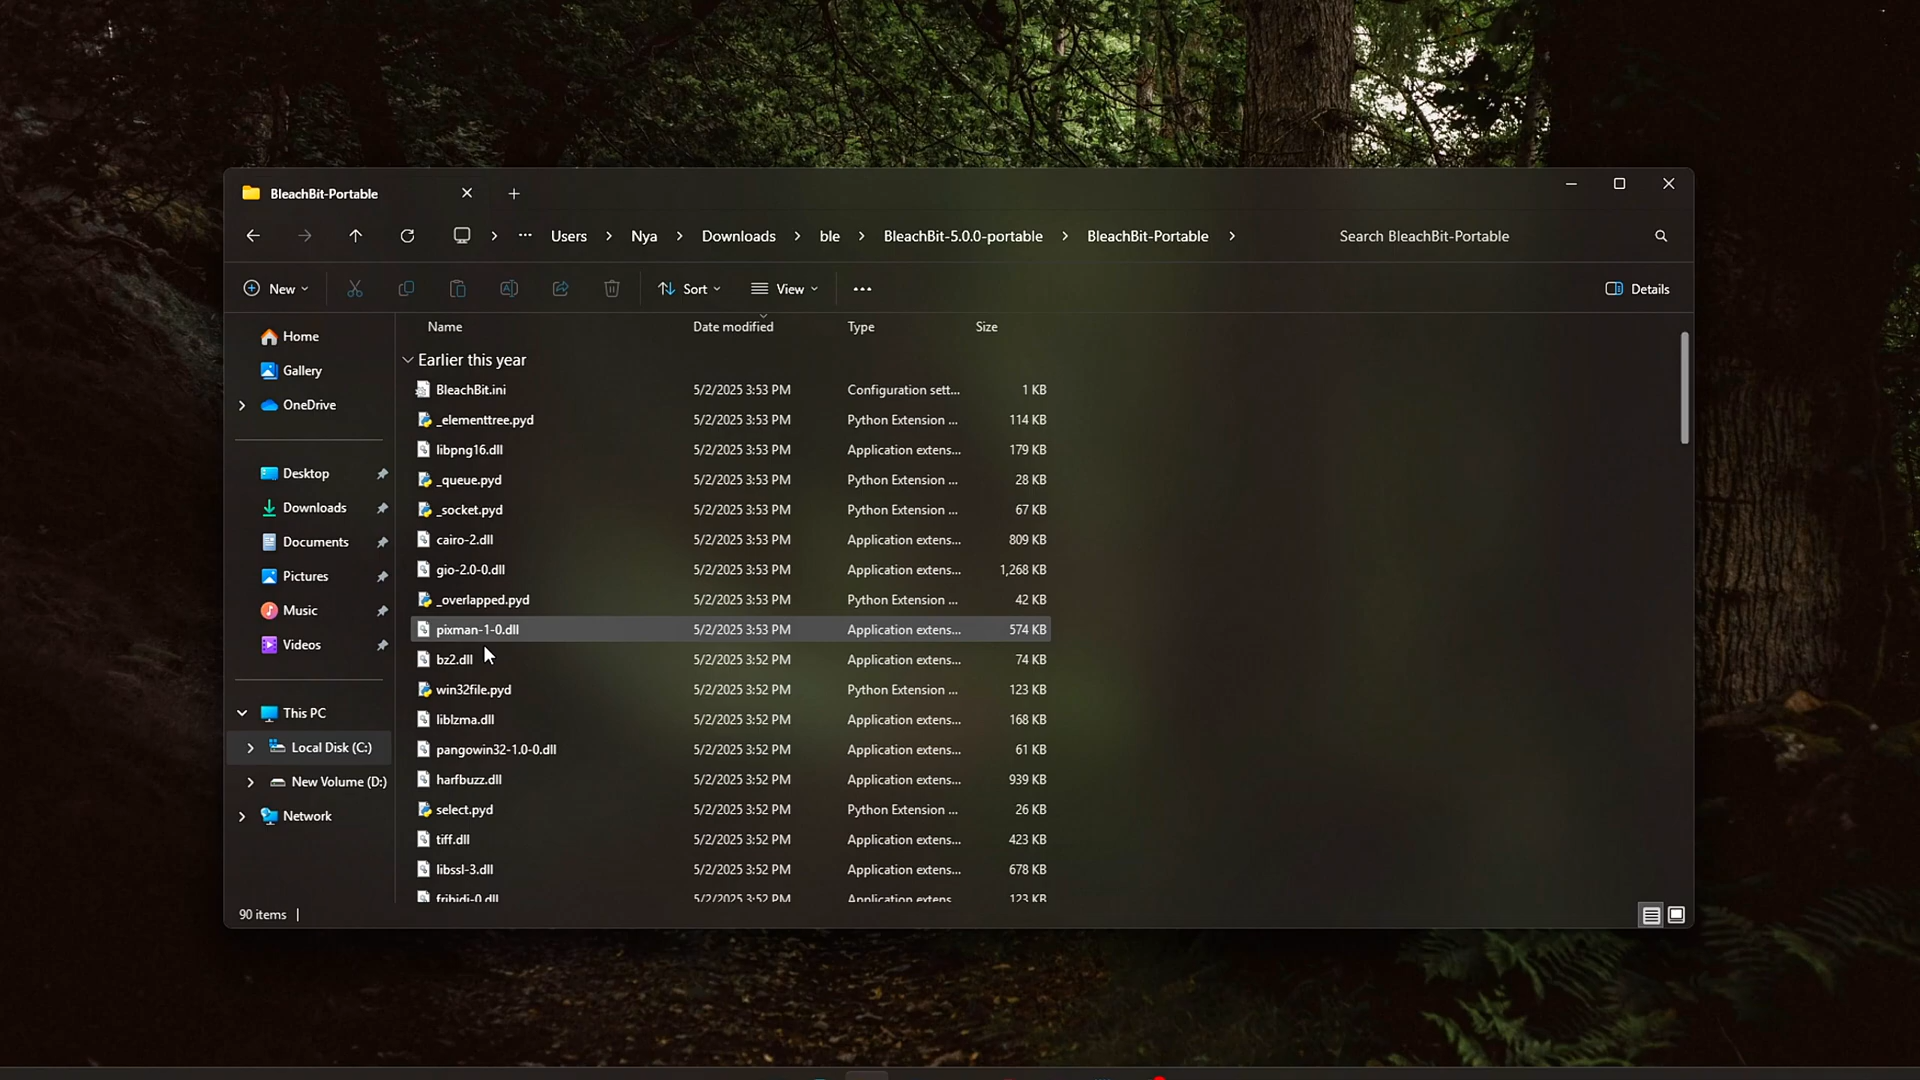 BleachBit-Portable
Users Nya Downloads ble BleachBit-5.0.0-portable BleachBit-Portable Search BleachBit-Portable
New Sort View Details
Home
Gallery
OneDrive
Desktop
Downloads
Documents
Pictures
Music
Videos
This PC
Local Disk (C:)
New Volume (D:)
Network
Name Date modified Type Size
Earlier this year
BleachBit.ini 5/2/2025 3:53 PM Configuration sett... 1 KB
_elementtree.pyd 5/2/2025 3:53 PM Python Extension ... 114 KB
libpng16.dll 5/2/2025 3:53 PM Application extens... 179 KB
_queue.pyd 5/2/2025 3:53 PM Python Extension ... 28 KB
_socket.pyd 5/2/2025 3:53 PM Python Extension ... 67 KB
cairo-2.dll 5/2/2025 3:53 PM Application extens... 809 KB
gio-2.0-0.dll 5/2/2025 3:53 PM Application extens... 1,268 KB
_overlapped.pyd 5/2/2025 3:53 PM Python Extension ... 42 KB
pixman-1-0.dll 5/2/2025 3:53 PM Application extens... 574 KB
bz2.dll 5/2/2025 3:52 PM Application extens... 74 KB
win32file.pyd 5/2/2025 3:52 PM Python Extension ... 123 KB
liblzma.dll 5/2/2025 3:52 PM Application extens... 168 KB
pangowin32-1.0-0.dll 5/2/2025 3:52 PM Application extens... 61 KB
harfbuzz.dll 5/2/2025 3:52 PM Application extens... 939 KB
select.pyd 5/2/2025 3:52 PM Python Extension ... 26 KB
tiff.dll 5/2/2025 3:52 PM Application extens... 423 KB
libssl-3.dll 5/2/2025 3:52 PM Application extens... 678 KB
fribidi-0.dll 5/2/2025 3:52 PM Application extens... 123 KB
90 items